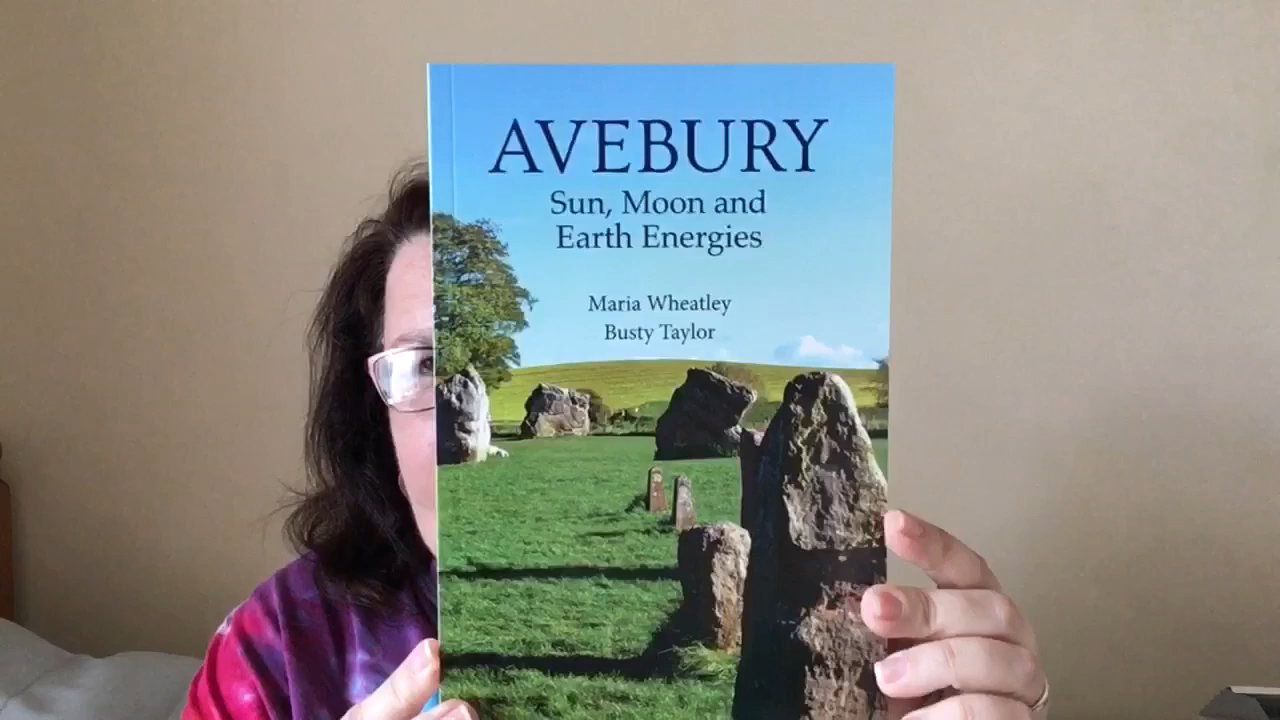 AVEBURY
Sun, Moon and
Earth Energies
Maria Wheatley
Busty Taylor